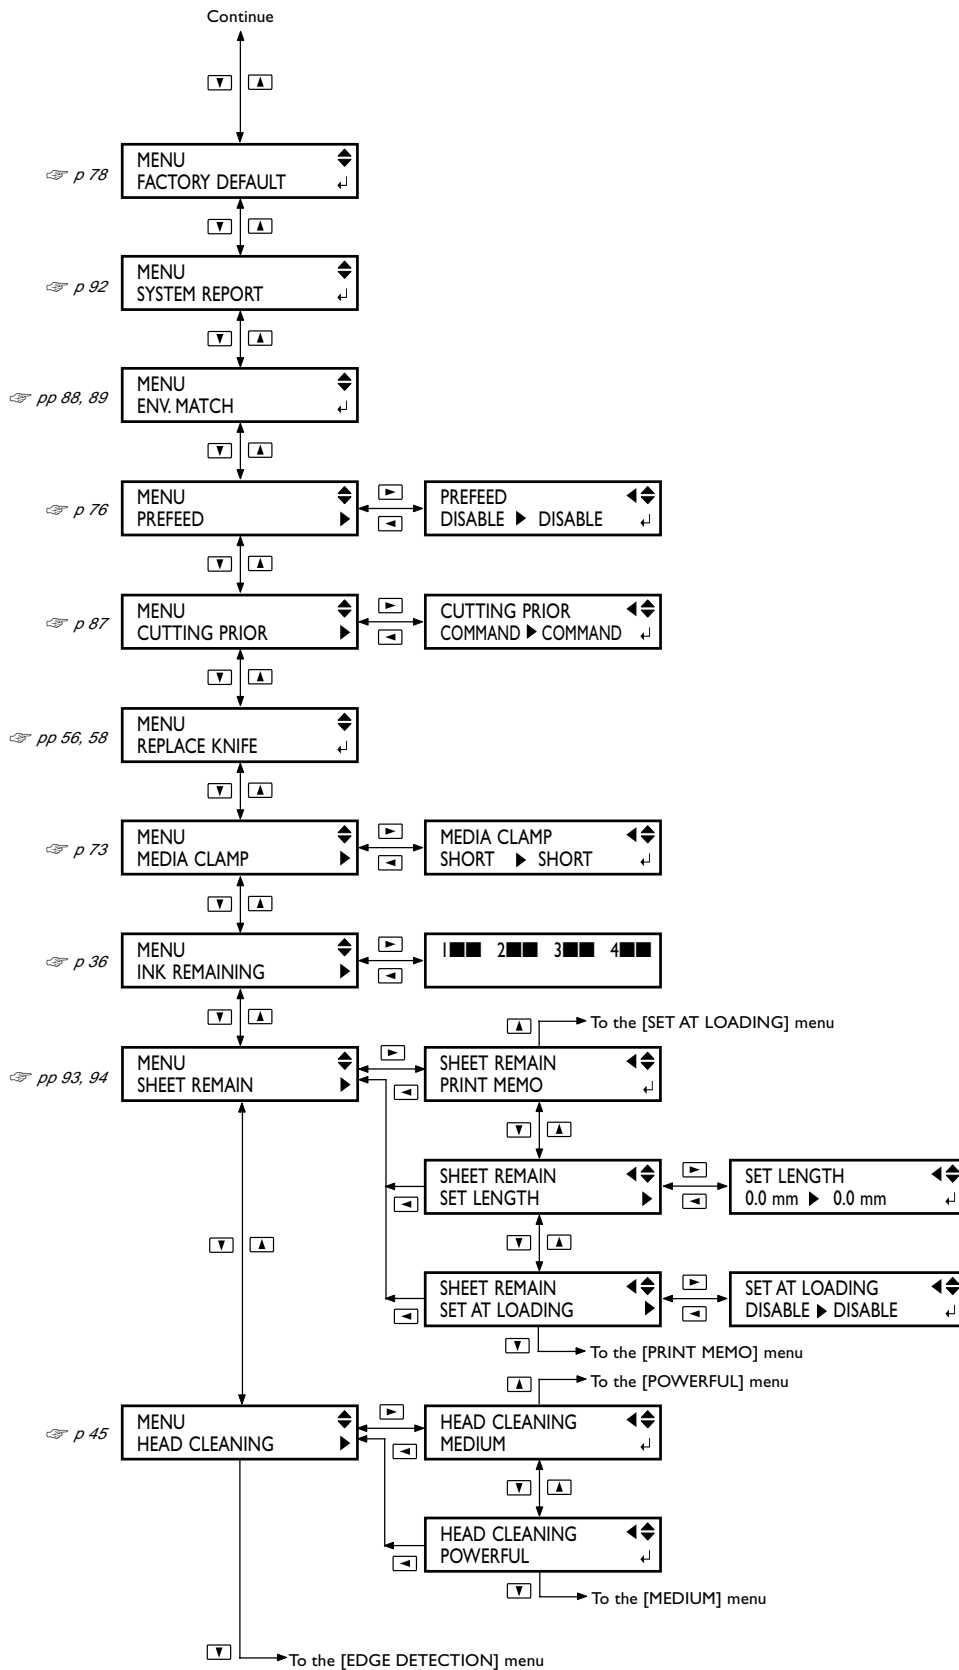 Continue
MENU
FACTORY DEFAULT
p 78
MENU
SYSTEM REPORT
p 92
MENU
ENV. MATCH
pp 88, 89
MENU
PREFEED
p 76
PREFEED
DISABLE DISABLE
MENU
CUTTING PRIOR
p 87
CUTTING PRIOR
COMMAND COMMAND
MENU
REPLACE KNIFE
pp 56, 58
MENU
MEDIA CLAMP
p 73
MEDIA CLAMP
SHORT SHORT
MENU
INK REMAINING
p 36
1■■ 2■■ 3■■ 4■■
To the [SET AT LOADING] menu
MENU
SHEET REMAIN
pp 93, 94
SHEET REMAIN
PRINT MEMO
SHEET REMAIN
SET LENGTH
SET LENGTH
0.0 mm 0.0 mm
SHEET REMAIN
SET AT LOADING
SET AT LOADING
DISABLE DISABLE
To the [PRINT MEMO] menu
To the [POWERFUL] menu
MENU
HEAD CLEANING
p 45
HEAD CLEANING
MEDIUM
HEAD CLEANING
POWERFUL
To the [MEDIUM] menu
To the [EDGE DETECTION] menu